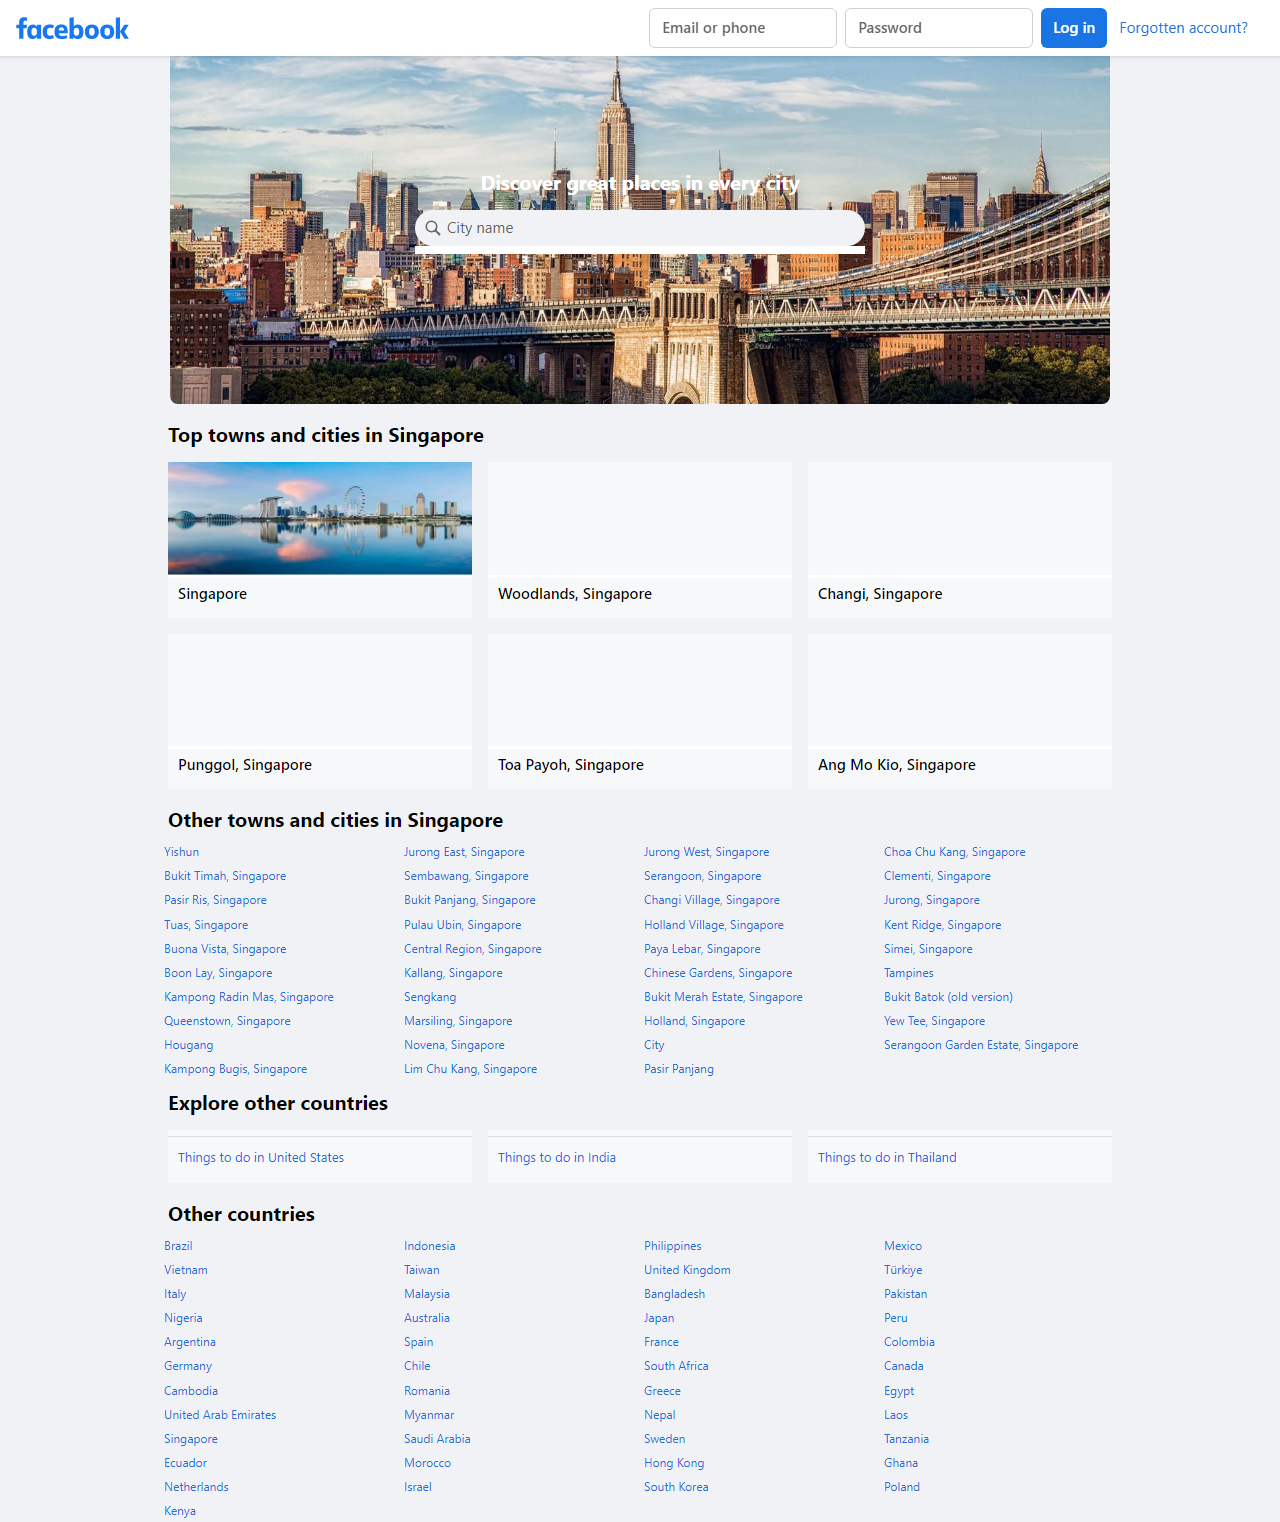 facebook
Email or phone
Password
Log in
Forgotten account?
Discover great places in every city
City name
Top towns and cities in Singapore
Singapore
Woodlands, Singapore
Changi, Singapore
Punggol, Singapore
Toa Payoh, Singapore
Ang Mo Kio, Singapore
Other towns and cities in Singapore
Yishun
Jurong East, Singapore
Jurong West, Singapore
Choa Chu Kang, Singapore
Bukit Timah, Singapore
Sembawang, Singapore
Serangoon, Singapore
Clementi, Singapore
Pasir Ris, Singapore
Bukit Panjang, Singapore
Changi Village, Singapore
Jurong, Singapore
Tuas, Singapore
Pulau Ubin, Singapore
Holland Village, Singapore
Kent Ridge, Singapore
Buona Vista, Singapore
Central Region, Singapore
Paya Lebar, Singapore
Simei, Singapore
Boon Lay, Singapore
Kallang, Singapore
Chinese Gardens, Singapore
Tampines
Kampong Radin Mas, Singapore
Sengkang
Bukit Merah Estate, Singapore
Bukit Batok (old version)
Queenstown, Singapore
Marsiling, Singapore
Holland, Singapore
Yew Tee, Singapore
Hougang
Novena, Singapore
City
Serangoon Garden Estate, Singapore
Kampong Bugis, Singapore
Lim Chu Kang, Singapore
Pasir Panjang
Explore other countries
Things to do in United States
Things to do in India
Things to do in Thailand
Other countries
Brazil
Indonesia
Philippines
Mexico
Vietnam
Taiwan
United Kingdom
Türkiye
Italy
Malaysia
Bangladesh
Pakistan
Nigeria
Australia
Japan
Peru
Argentina
Spain
France
Colombia
Germany
Chile
South Africa
Canada
Cambodia
Romania
Greece
Egypt
United Arab Emirates
Myanmar
Nepal
Laos
Singapore
Saudi Arabia
Sweden
Tanzania
Ecuador
Morocco
Hong Kong
Ghana
Netherlands
Israel
South Korea
Poland
Kenya